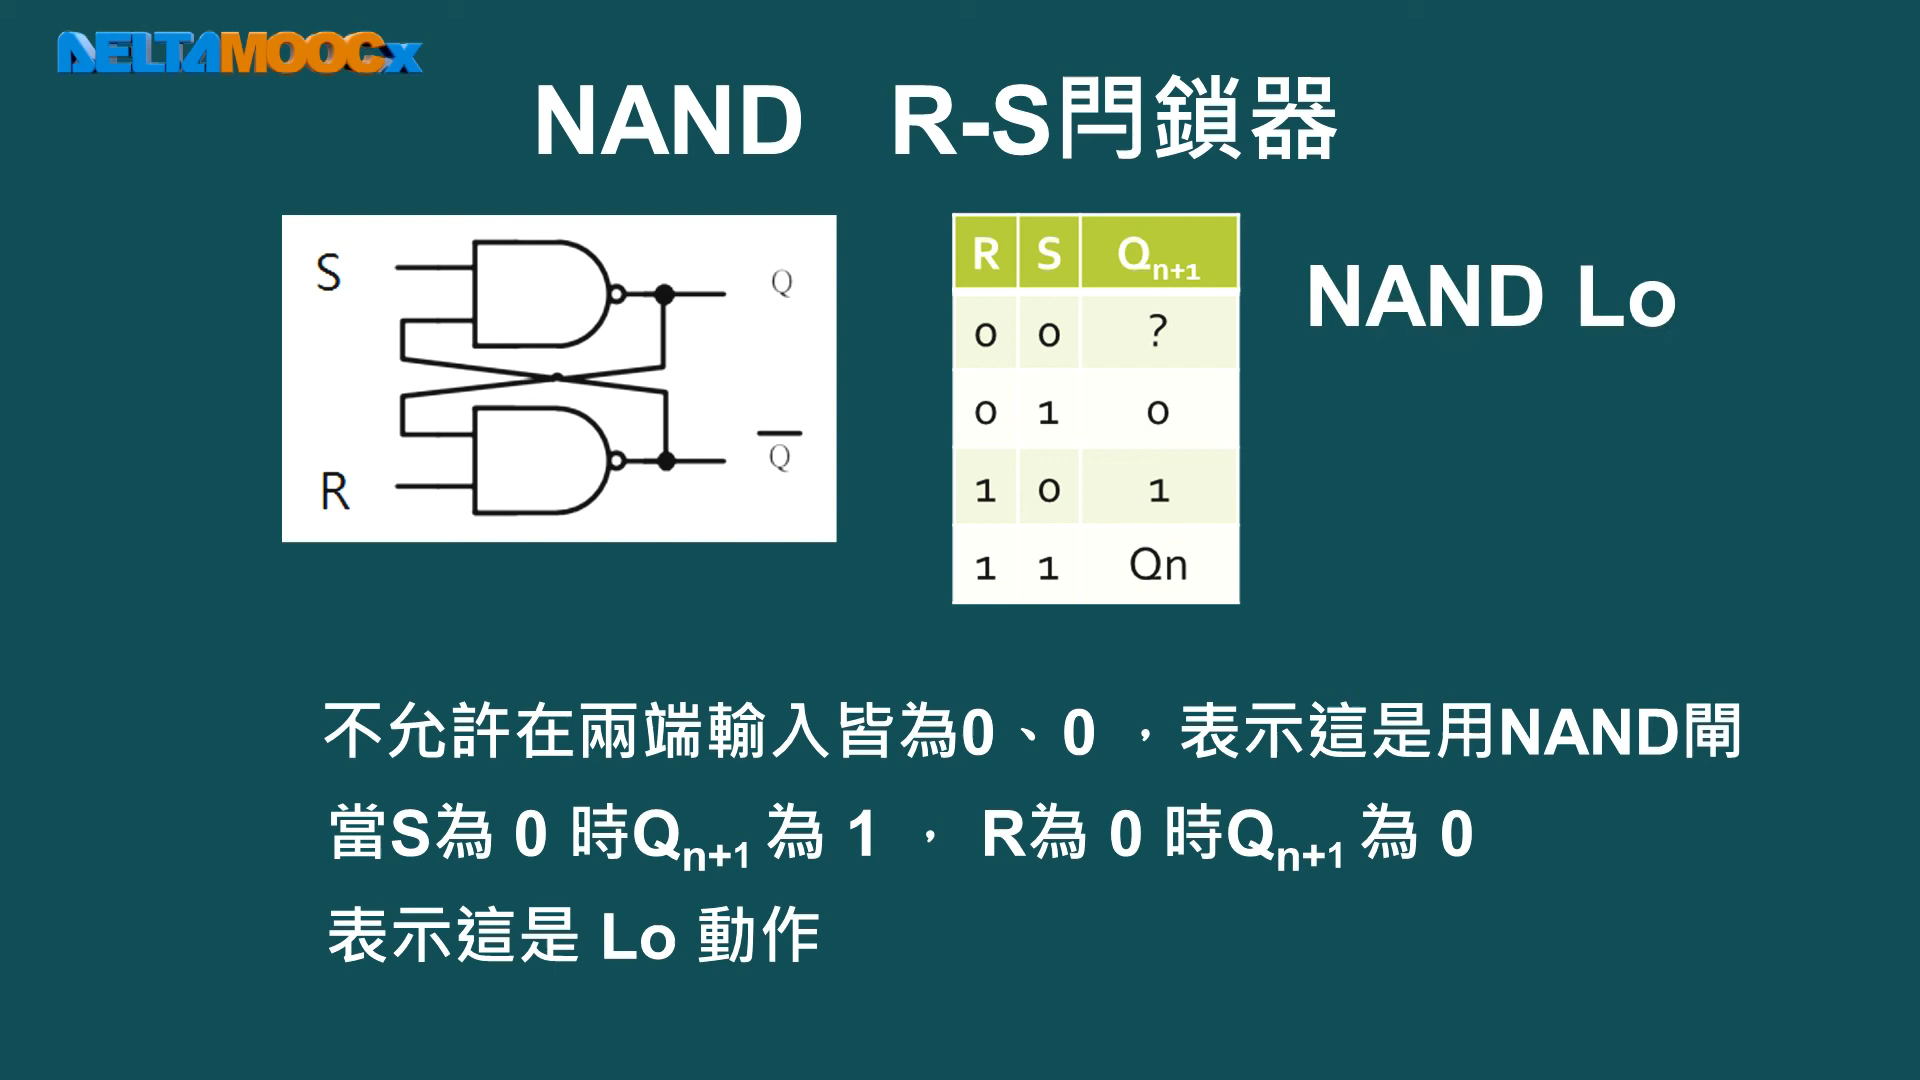 DELTAMOOCx
NAND R-S閂鎖器
S
Q
Q
R
R S Qn+1
0 0 ?
0 1 0
1 0 1
1 1 Qn
NAND Lo
不允許在兩端輸入皆為0、0，表示這是用NAND閘
當S為 0 時Qn+1 為 1， R為 0 時Qn+1 為 0
表示這是 Lo 動作